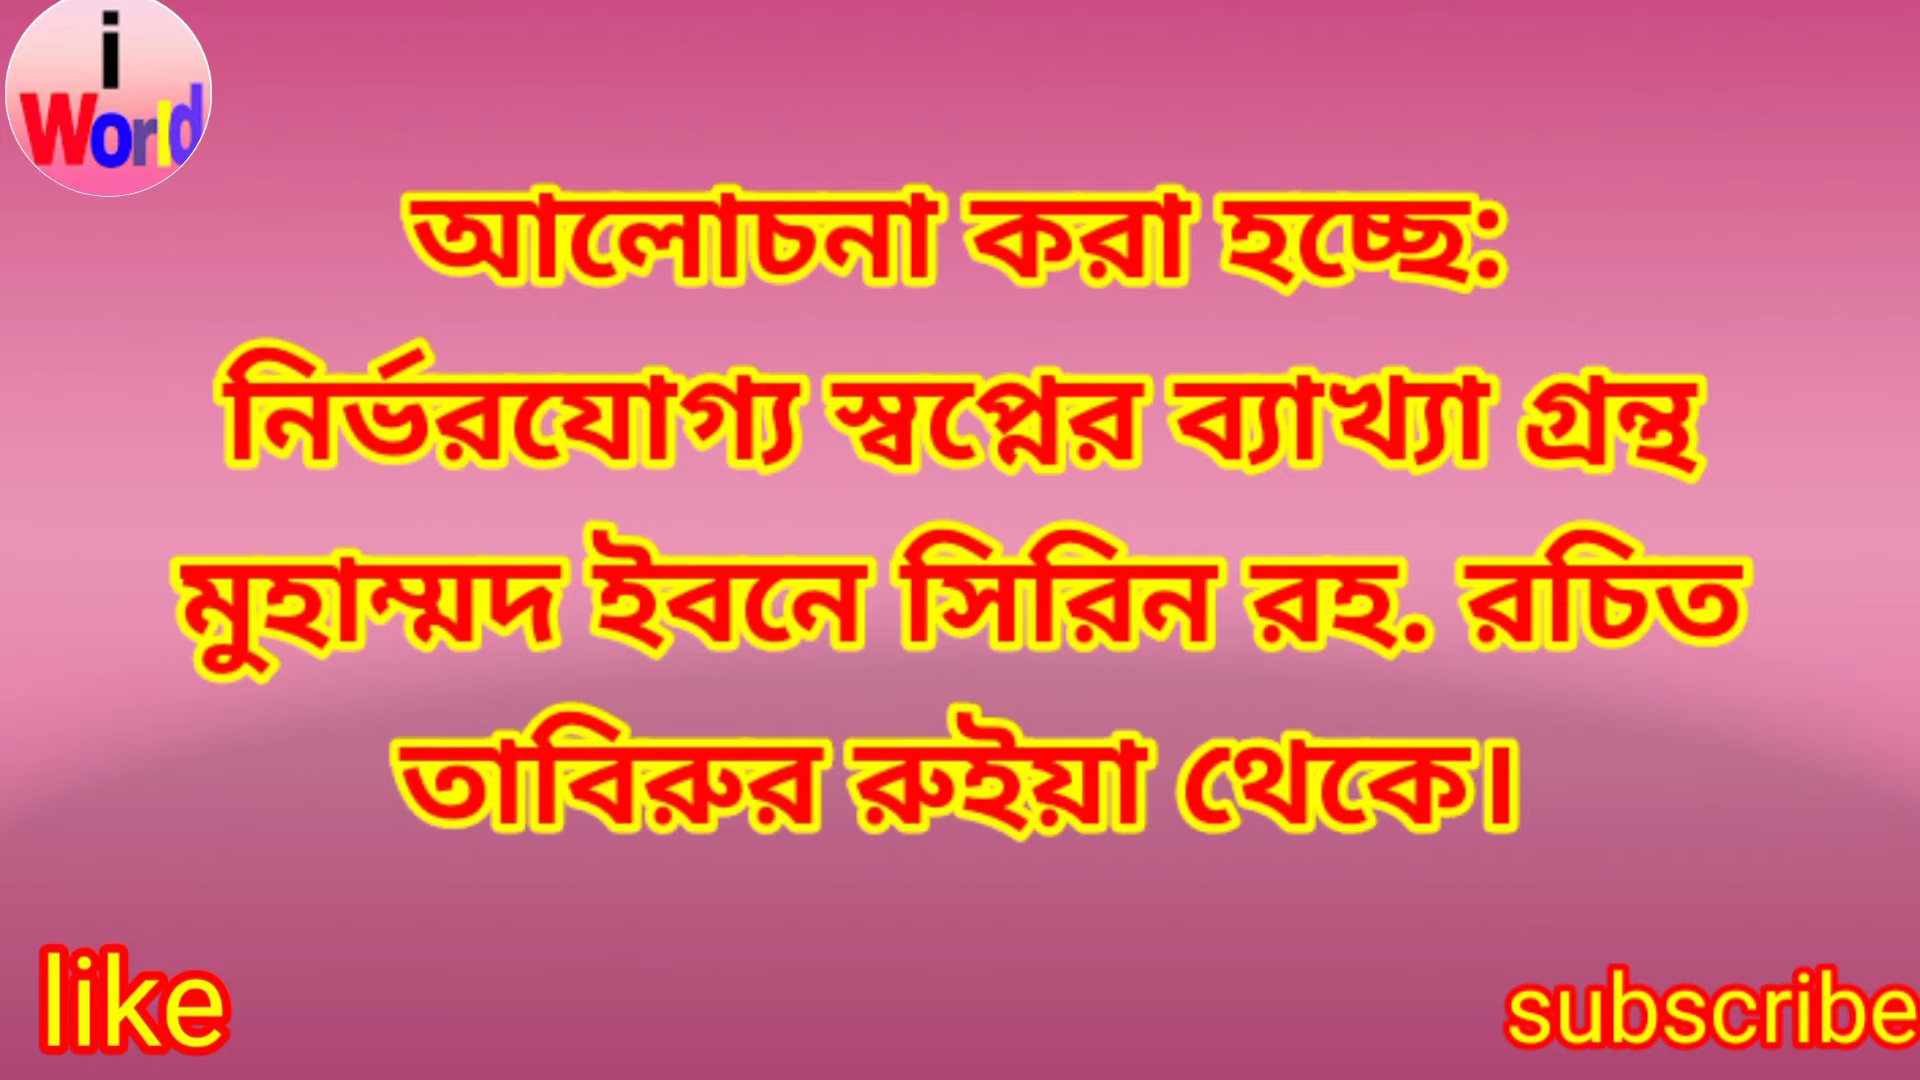 i
World
আলোচনা করা হচ্ছে:
নির্ভরযোগ্য স্বপ্নের ব্যাখ্যা গ্রন্থ
মুহাম্মদ ইবনে সিরিন রহ. রচিত
তাবিরুর রুইয়া থেকে।
like
subscribe